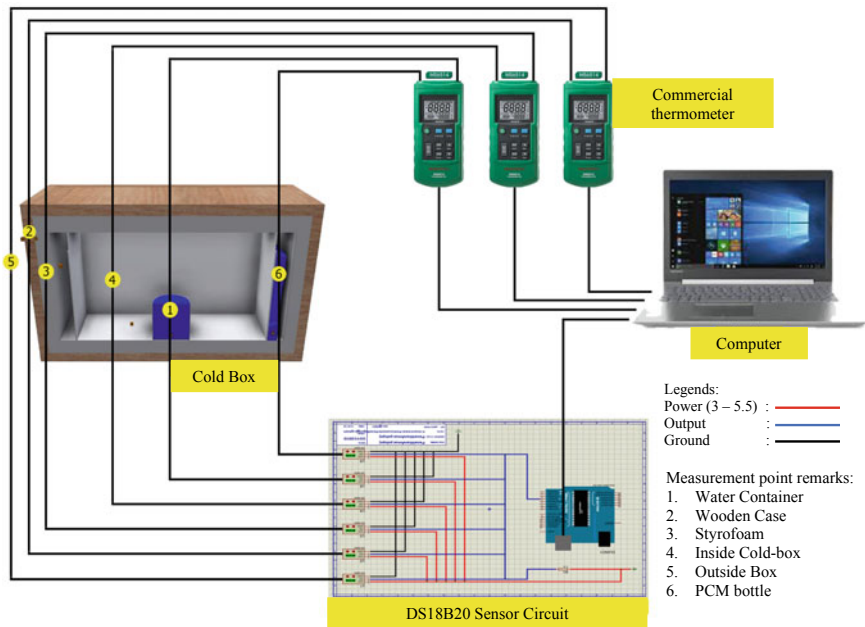 Commercial
thermometer
2
5
3
4
1
6
Cold Box
Computer
Legends:
Power (3 – 5.5) :
Output :
Ground :
Measurement point remarks:
1. Water Container
2. Wooden Case
3. Styrofoam
4. Inside Cold-box
5. Outside Box
6. PCM bottle
DS18B20 Sensor Circuit